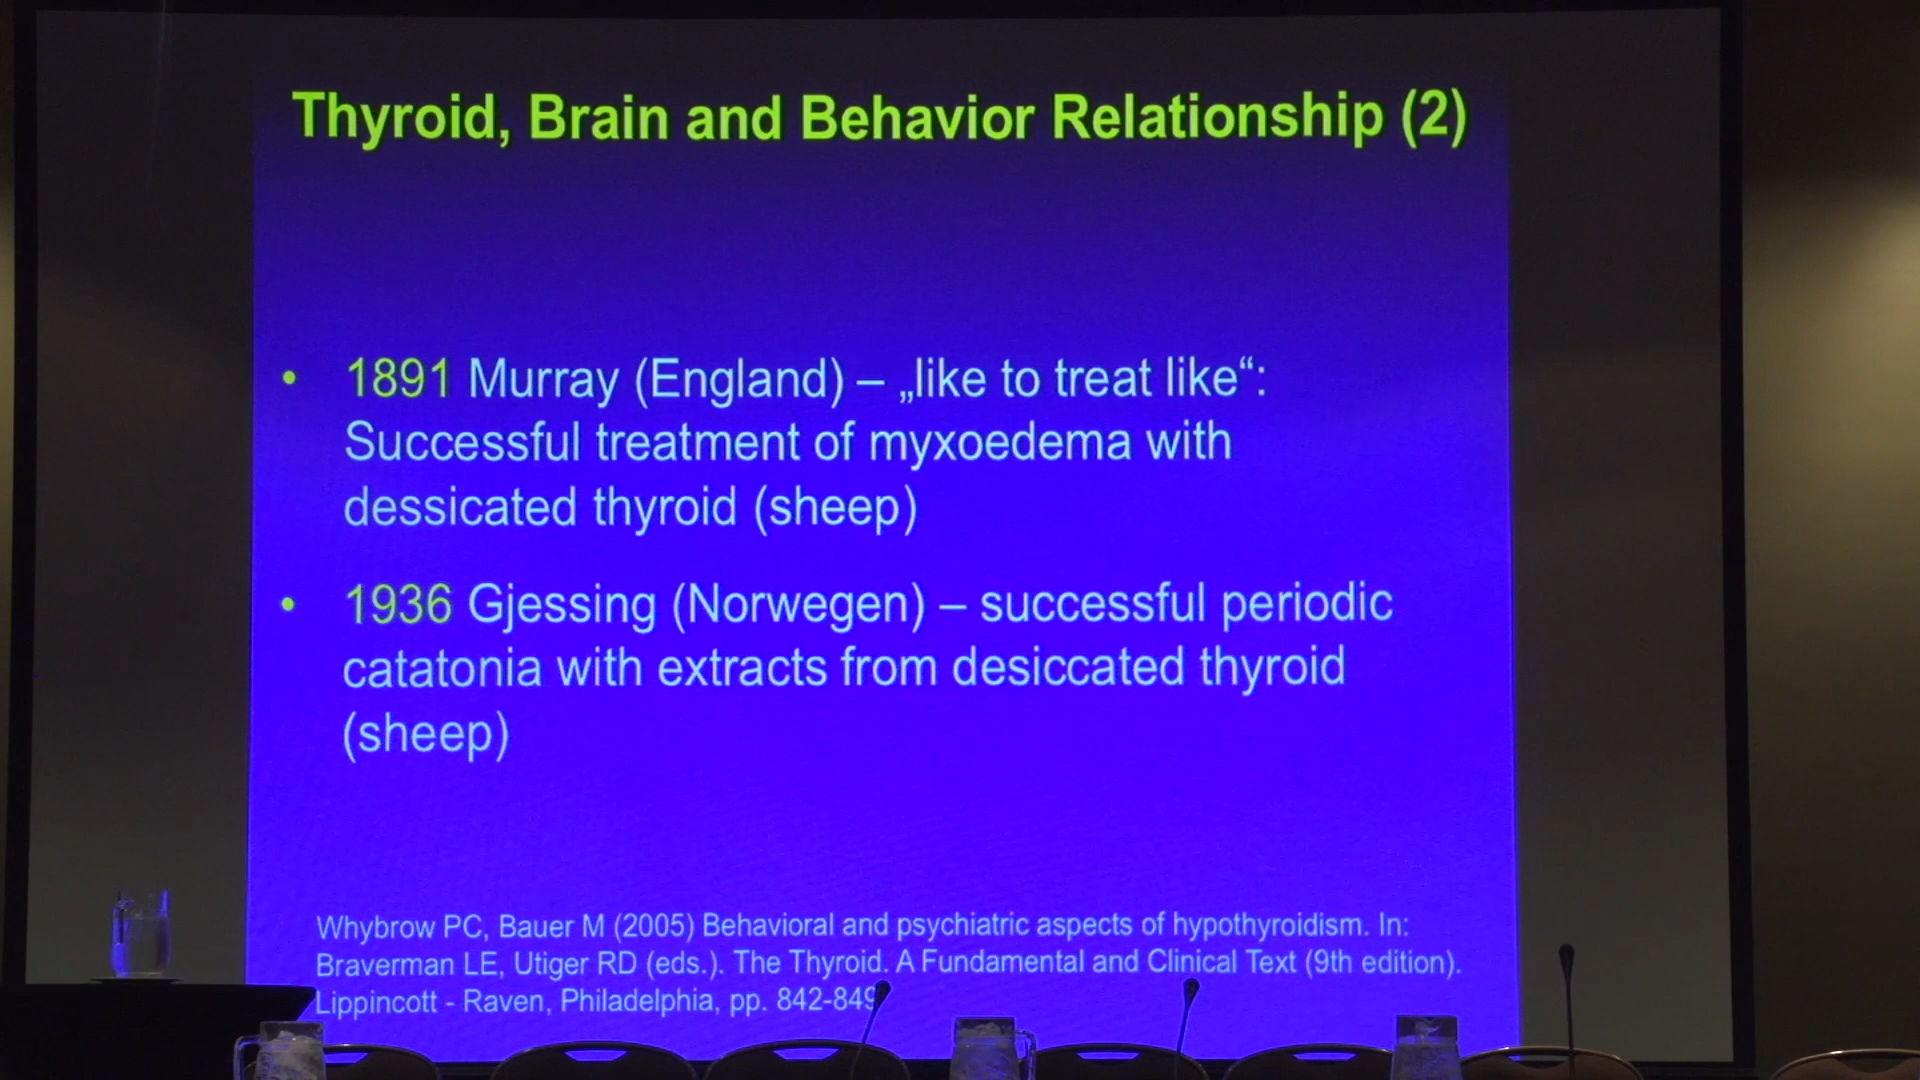 Thyroid, Brain and Behavior Relationship (2)
• 1891 Murray (England) – „like to treat like“:
Successful treatment of myxoedema with
dessicated thyroid (sheep)
• 1936 Gjessing (Norwegen) – successful periodic
catatonia with extracts from desiccated thyroid
(sheep)
Whybrow PC, Bauer M (2005) Behavioral and psychiatric aspects of hypothyroidism. In:
Braverman LE, Utiger RD (eds.). The Thyroid. A Fundamental and Clinical Text (9th edition).
Lippincott - Raven, Philadelphia, pp. 842-849